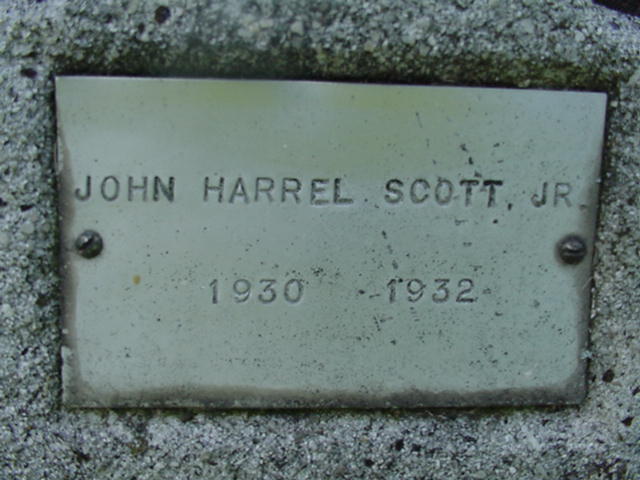 JOHN HARREL SCOTT, JR.
1930 1932